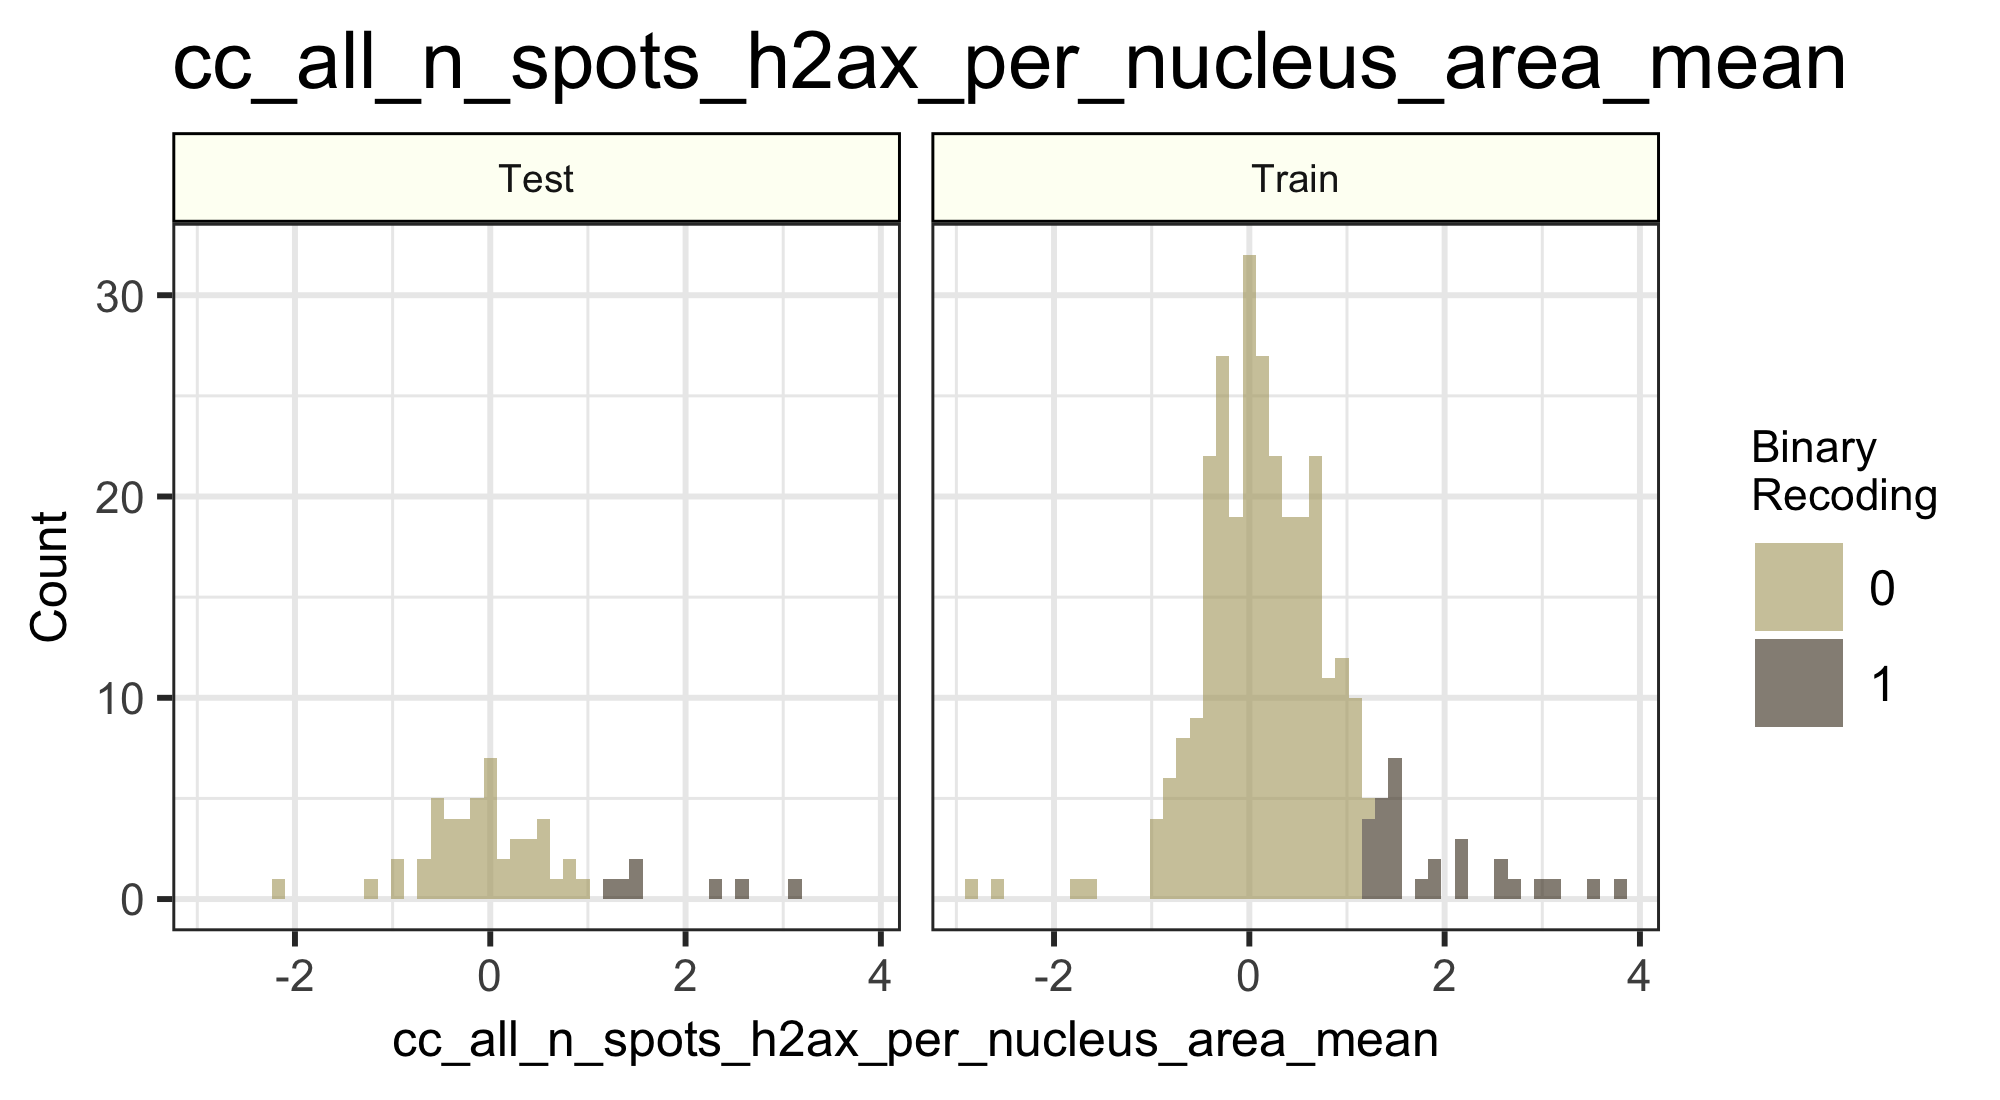 cc_all_n_spots_h2ax_per_nucleus_area_mean
Test
Train
30
20
10
0
Count
-2
0
2
4
-2
0
2
4
cc_all_n_spots_h2ax_per_nucleus_area_mean
Binary
Recoding
0
1